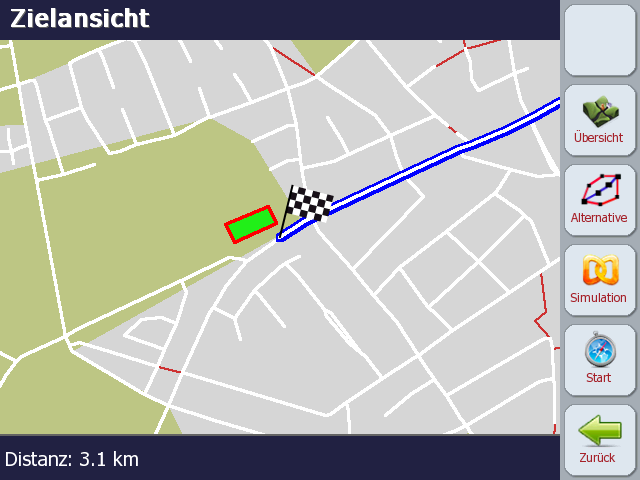 Zielansicht
Übersicht
Alternative
Simulation
Start
Zurück
Distanz: 3.1 km